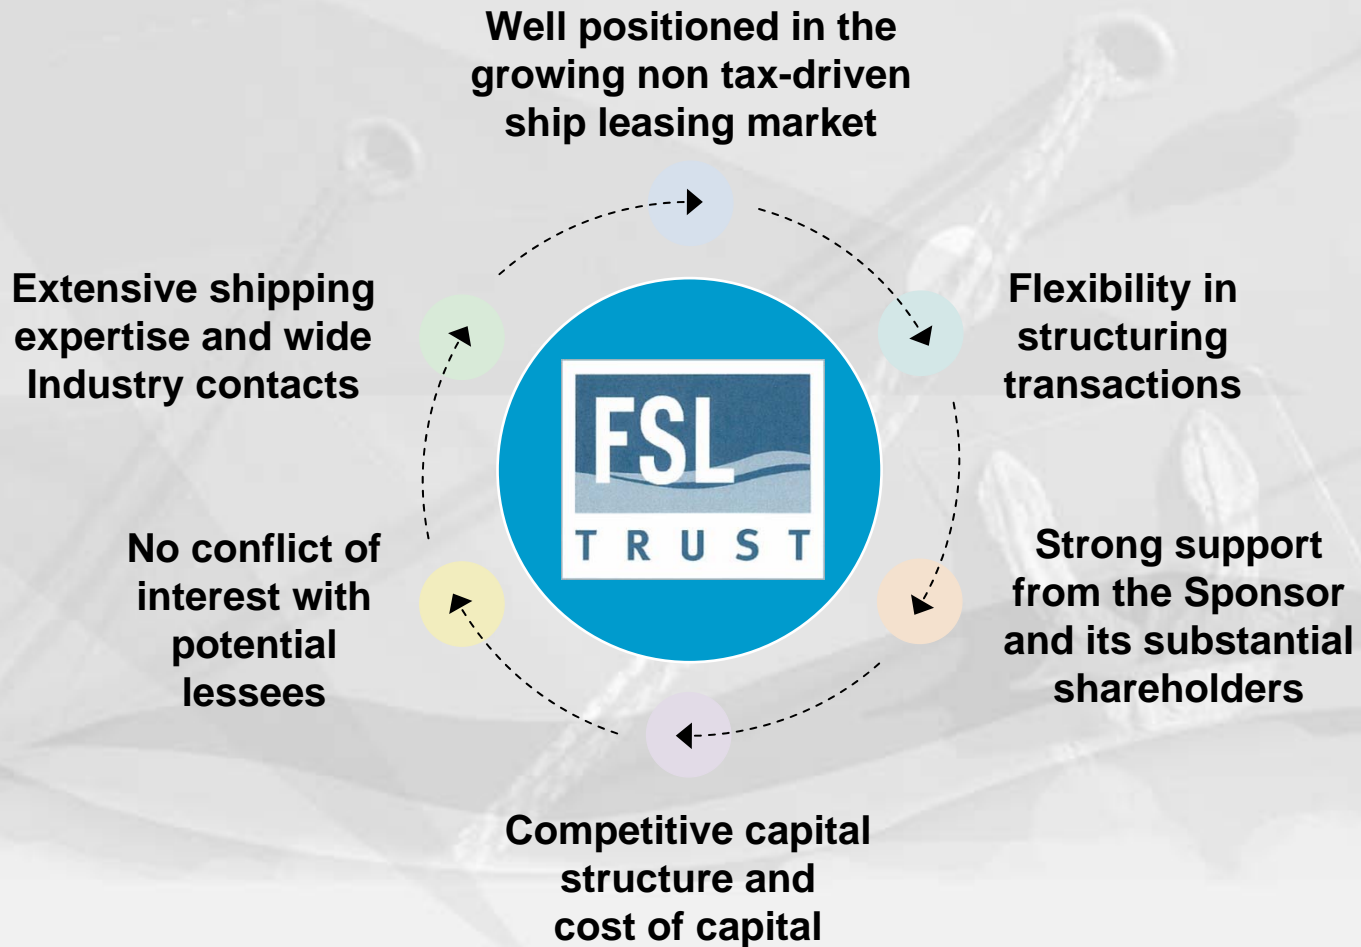 Well positioned in the
growing non tax-driven
ship leasing market
Flexibility in
structuring
transactions
Strong support
from the Sponsor
and its substantial
shareholders
Competitive capital
structure and
cost of capital
No conflict of
interest with
potential
lessees
Extensive shipping
expertise and wide
Industry contacts
FSL
TRUST